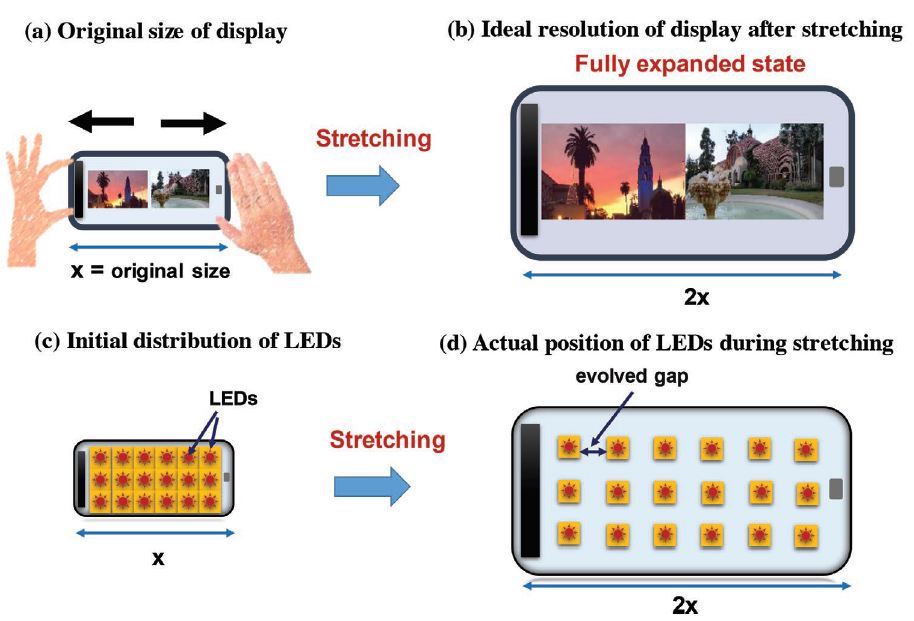 (a) Original size of display
(b) Ideal resolution of display after stretching
Fully expanded state
Stretching
x = original size
2x
(c) Initial distribution of LEDs
(d) Actual position of LEDs during stretching
evolved gap
LEDs
Stretching
x
2x